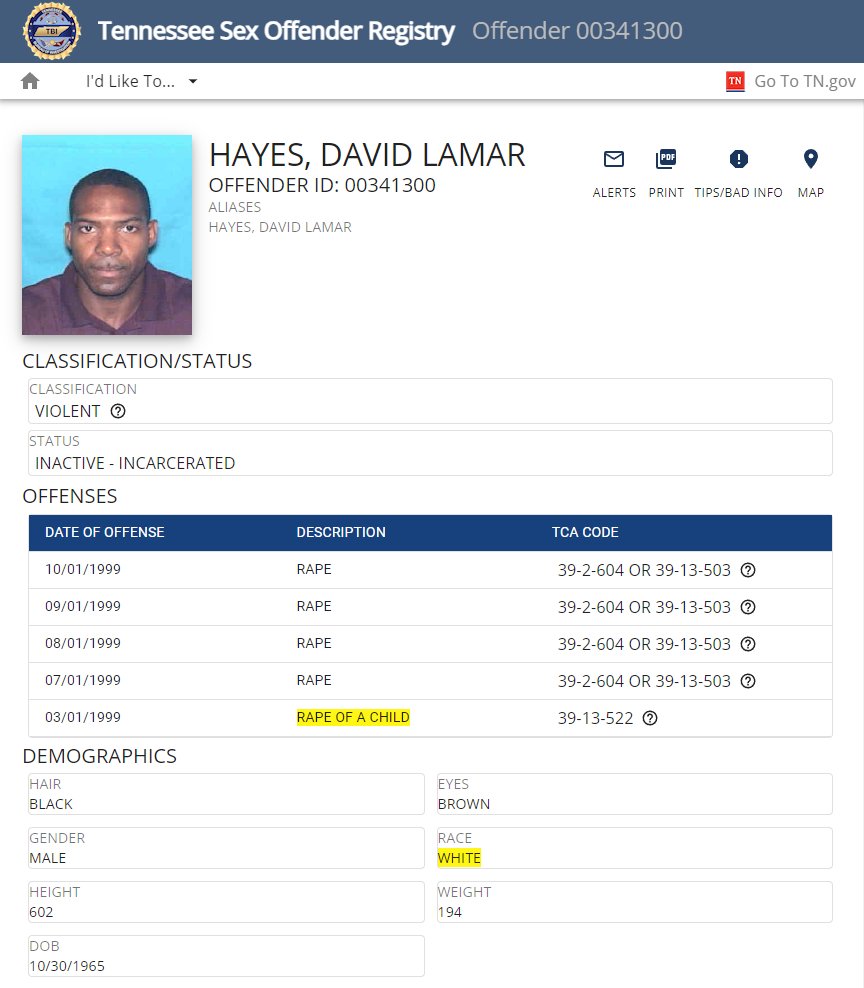 Tennessee Sex Offender Registry Offender 00341300
TBI
I'd Like To...
TN Go To TN.gov
HAYES, DAVID LAMAR
OFFENDER ID: 00341300
ALIASES
HAYES, DAVID LAMAR
PDF
ALERTS PRINT TIPS/BAD INFO MAP
CLASSIFICATION/STATUS
CLASSIFICATION
VIOLENT
STATUS
INACTIVE - INCARCERATED
OFFENSES
DATE OF OFFENSE DESCRIPTION TCA CODE
10/01/1999 RAPE 39-2-604 OR 39-13-503
09/01/1999 RAPE 39-2-604 OR 39-13-503
08/01/1999 RAPE 39-2-604 OR 39-13-503
07/01/1999 RAPE 39-2-604 OR 39-13-503
03/01/1999 RAPE OF A CHILD 39-13-522
DEMOGRAPHICS
HAIR
BLACK
EYES
BROWN
GENDER
MALE
RACE
WHITE
HEIGHT
602
WEIGHT
194
DOB
10/30/1965